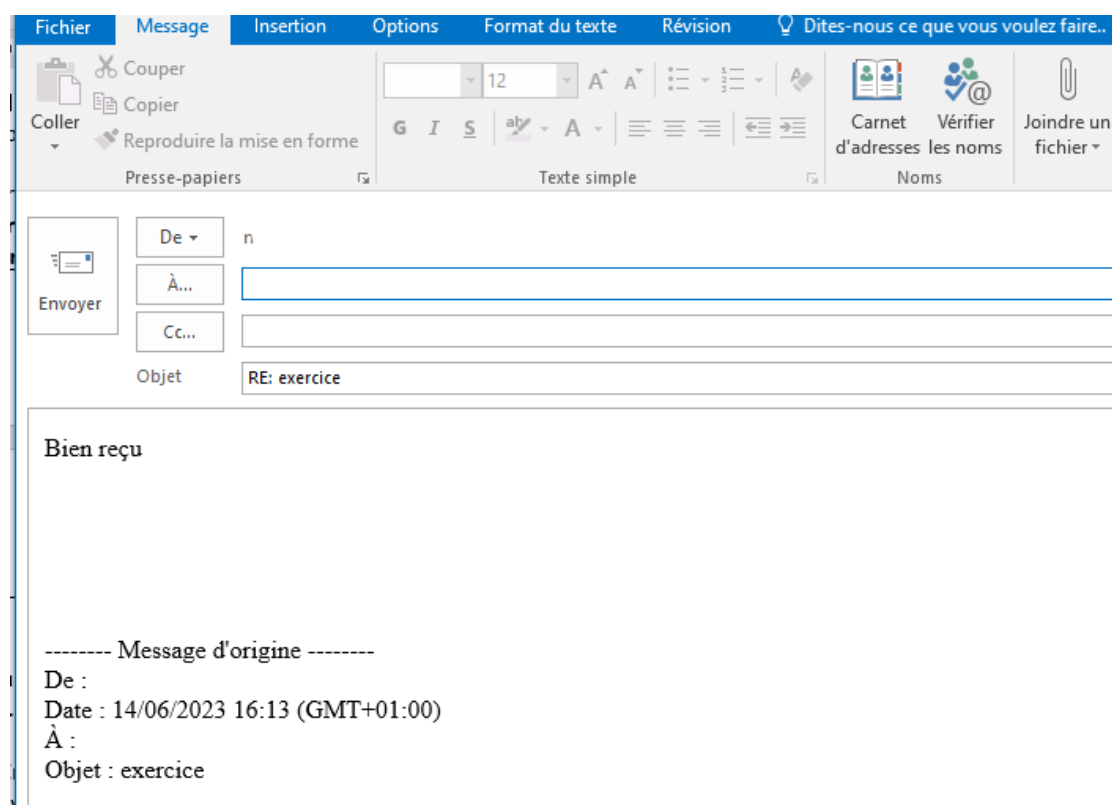 Fichier Message Insertion Options Format du texte Révision Dites-nous ce que vous voulez faire..
Coller
Couper
Copier
Reproduire la mise en forme
Presse-papiers
12
G I S
Texte simple
Carnet d'adresses
Vérifier les noms
Noms
Joindre un fichier
Envoyer
De n
À...
Cc...
Objet RE: exercice
Bien reçu
-------- Message d'origine --------
De :
Date : 14/06/2023 16:13 (GMT+01:00)
À :
Objet : exercice